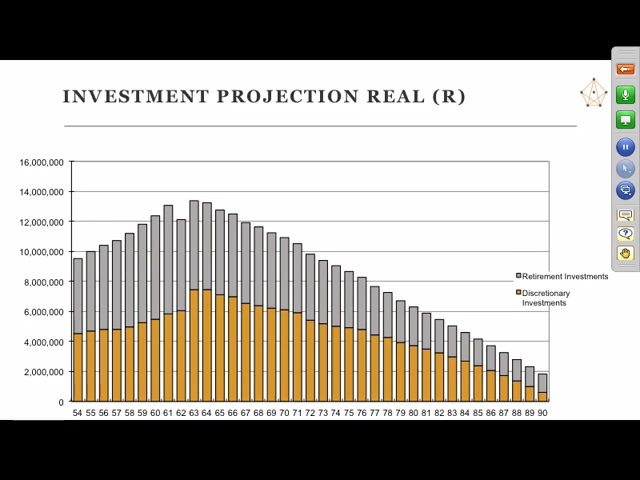 INVESTMENT PROJECTION REAL (R)
16,000,000
14,000,000
12,000,000
10,000,000
8,000,000
6,000,000
4,000,000
2,000,000
0
Retirement Investments
Discretionary
Investments
54 55 56 57 58 59 60 61 62 63 64 65 66 67 68 69 70 71 72 73 74 75 76 77 78 79 80 81 82 83 84 85 86 87 88 89 90